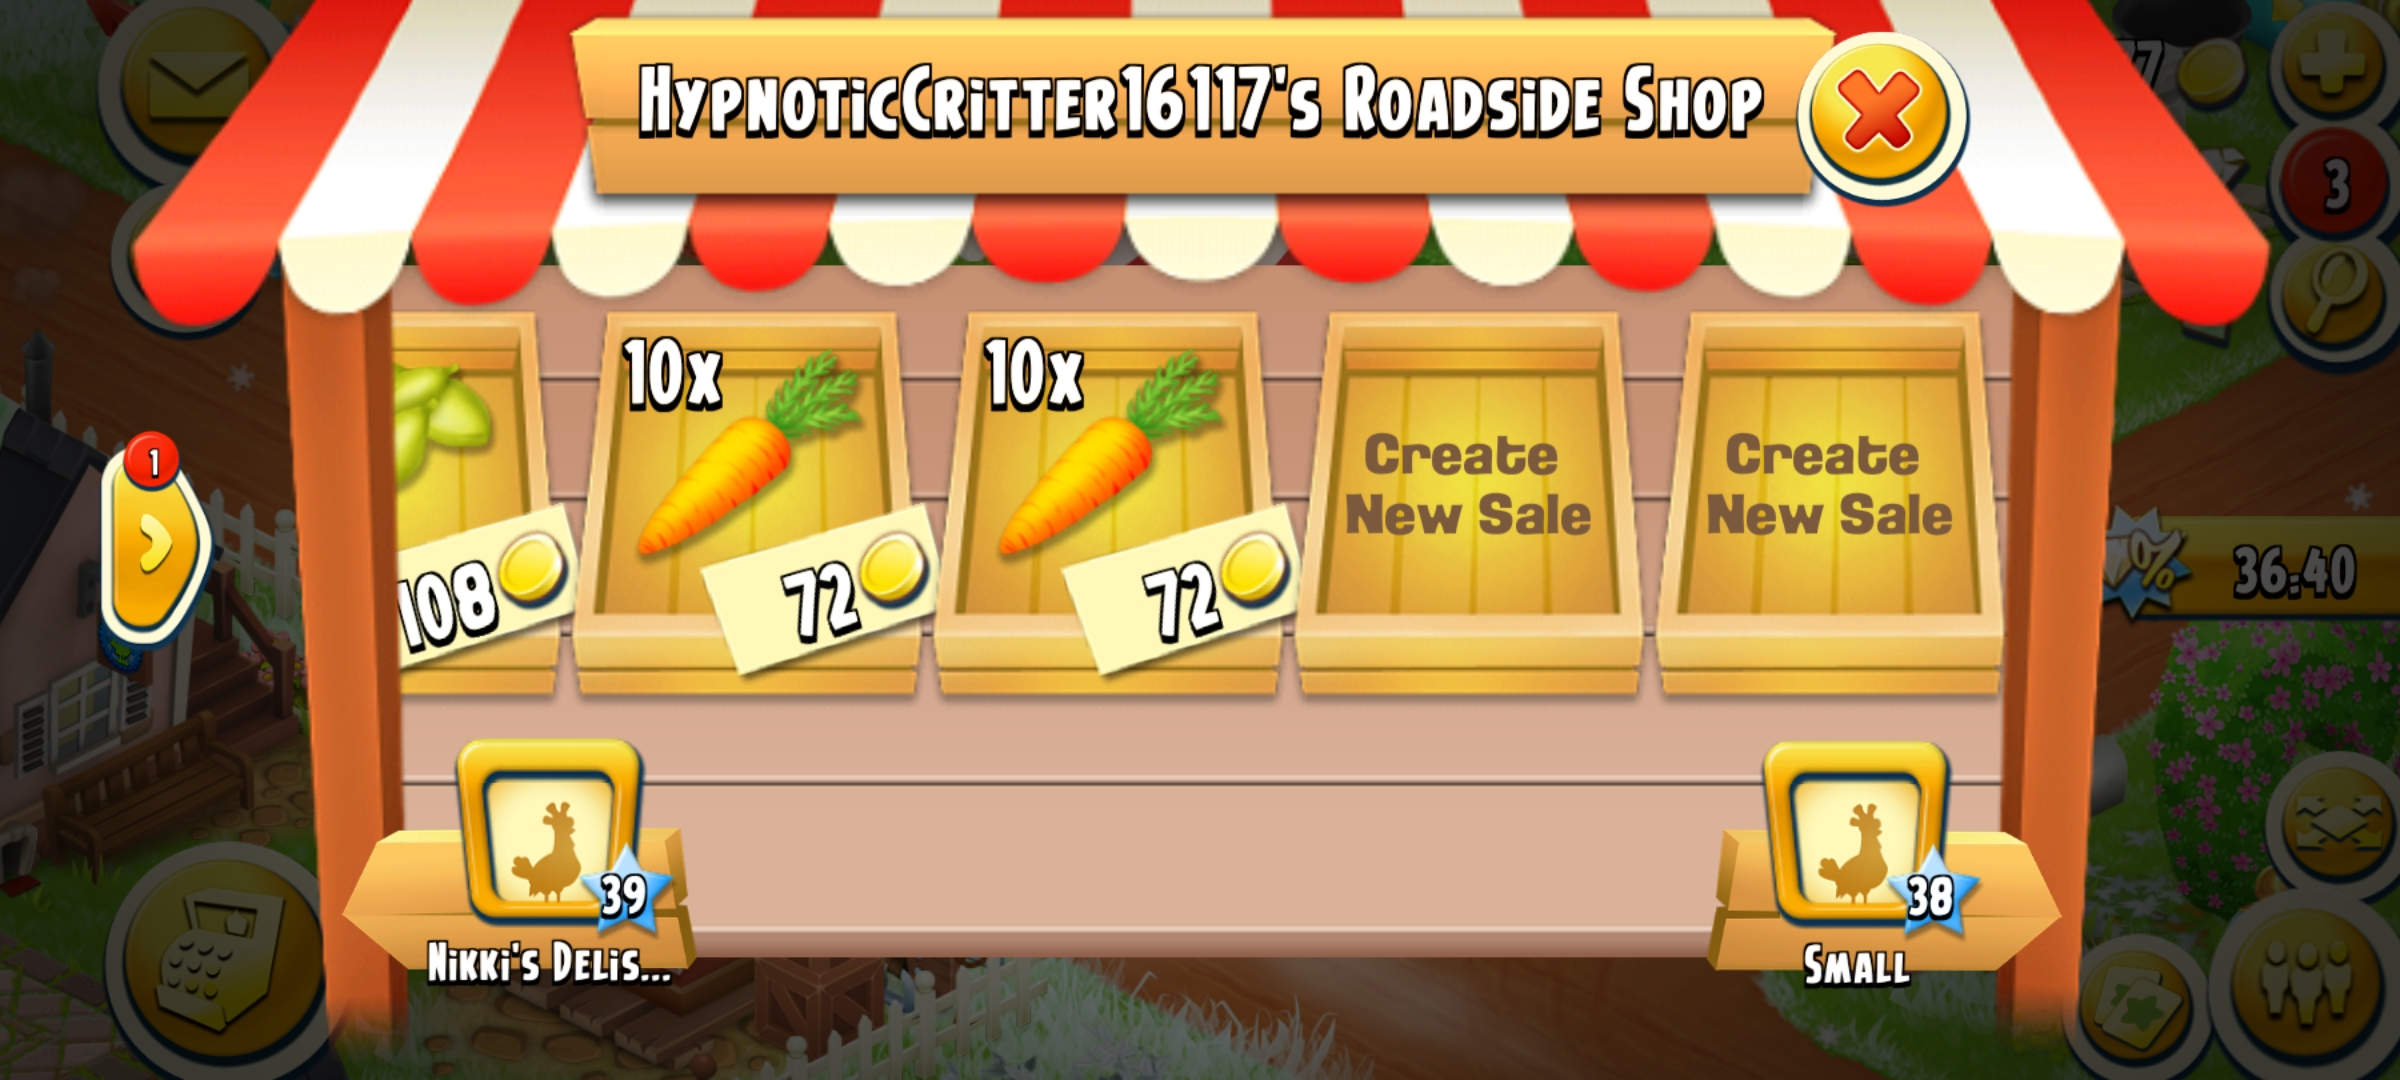 HypnoticCritter16117's Roadside Shop
3
10x
10x
Create
New Sale
Create
New Sale
1
108
72
72
36:40
39
38
Nikki's Delis...
Small